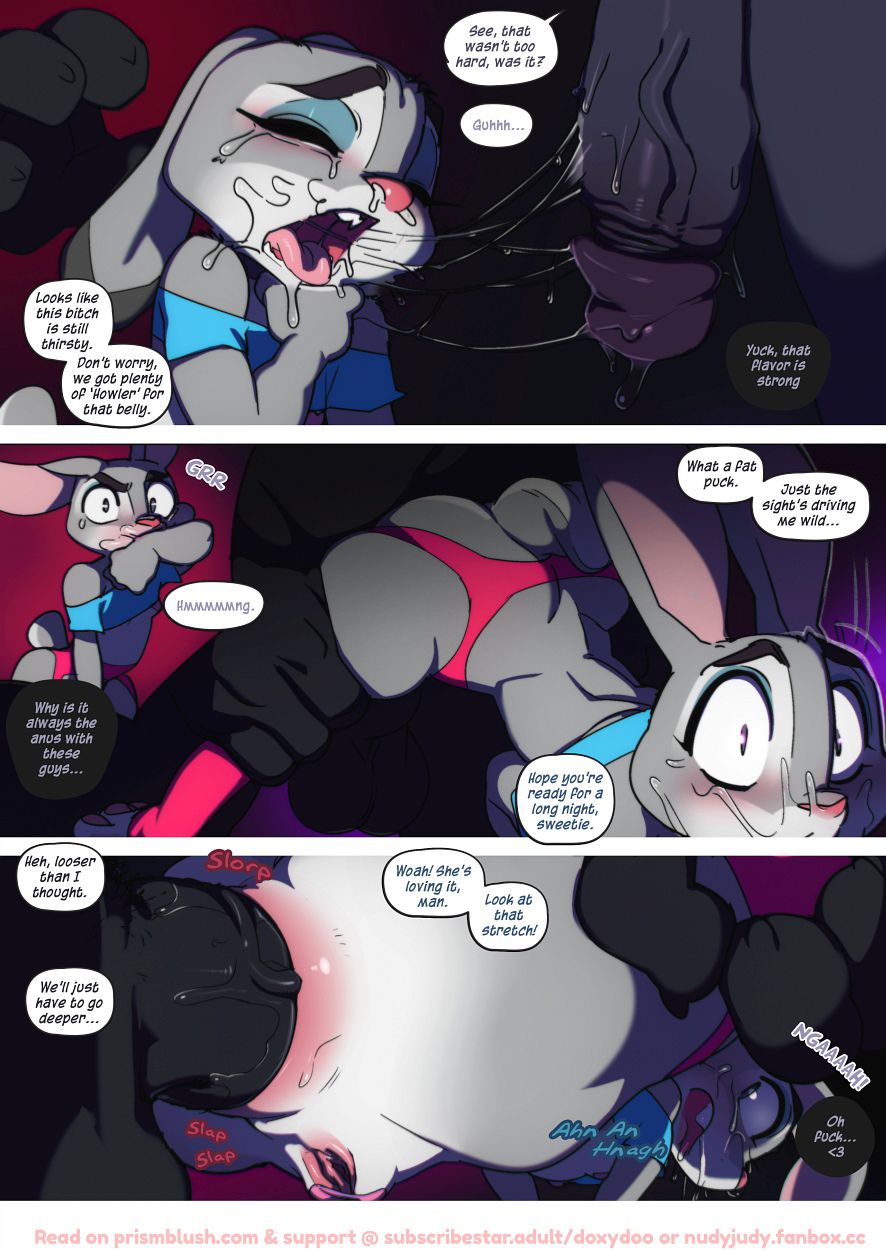 See, that
wasn't too
hard, was it?
Guhhh...
Looks like
this bitch
is still
thirsty.
Don't worry,
we got plenty
of 'Howler' for
that belly.
Yuck, that
flavor is
strong
GRR
Hmmmmmng.
Why is it
always the
anus with
these
guys...
What a fat
puck.
Just the
sight's driving
me wild...
Hope you're
ready for a
long night,
sweetie.
Heh, looser
than I
thought.
Slorp
Woah! She's
loving it,
man.
Look at
that
stretch!
We'll just
have to go
deeper...
NGAAAAH!
Oh
fuck...
<3
Slap
Slap
Ahn An
Hnagh
Read on prismblush.com & support @ subscribestar.adult/doxydoo or nudyjudy.fanbox.cc